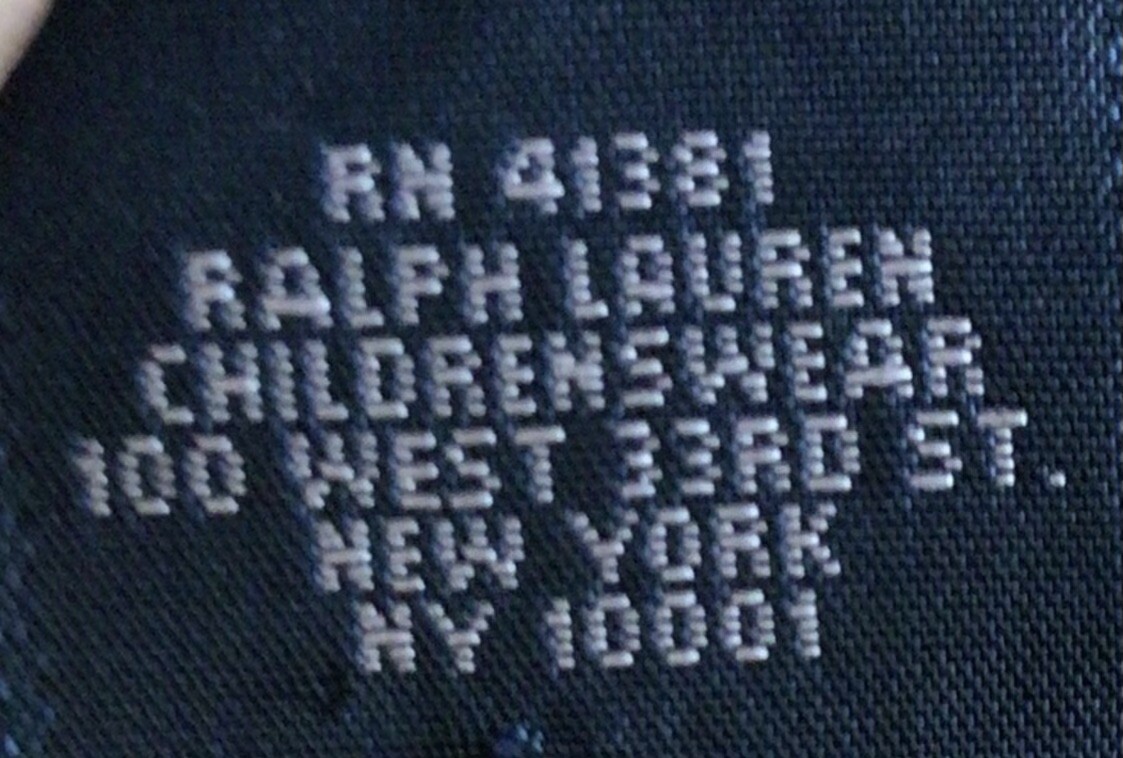 RN 41381
RALPH LAUREN
CHILDRENSWEAR
100 WEST 33RD ST.
NEW YORK
NY 10001